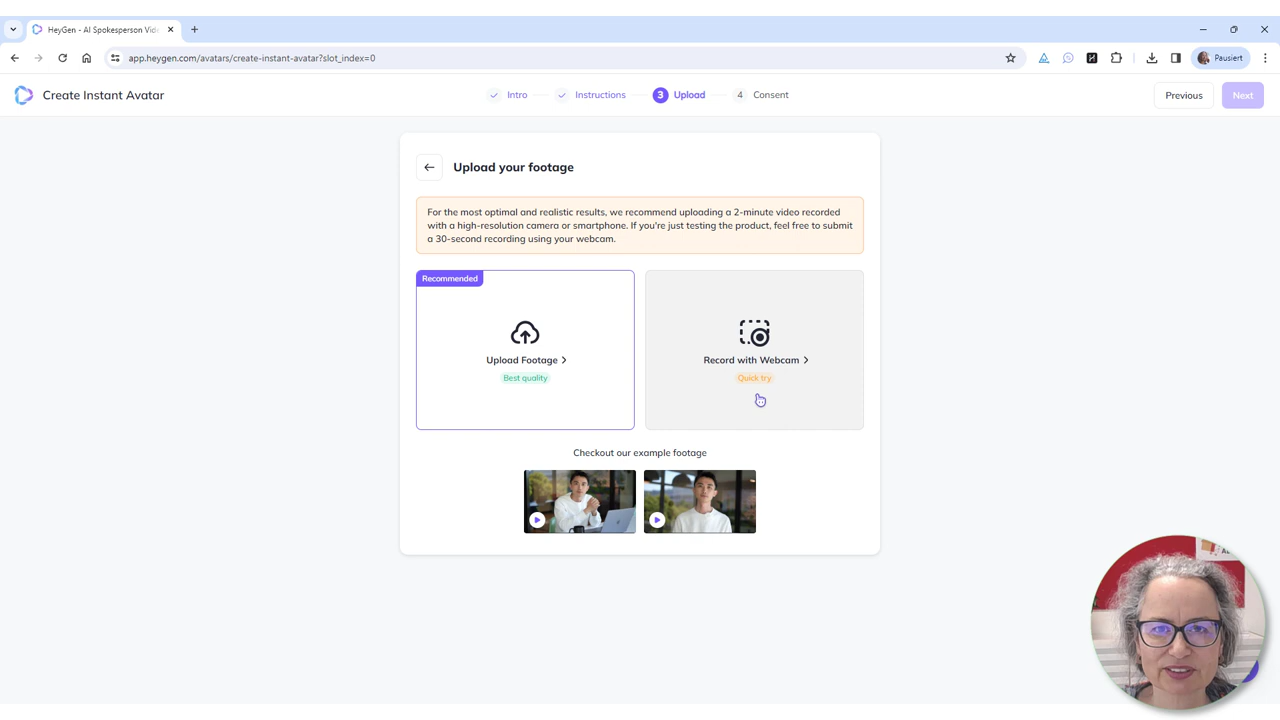 HeyGen - AI Spokesperson Vid
app.heygen.com/avatars/create-instant-avatar?slot_index=0
Pausiert
Create Instant Avatar
Intro
Instructions
3 Upload
4 Consent
Previous
Next
Upload your footage
For the most optimal and realistic results, we recommend uploading a 2-minute video recorded
with a high-resolution camera or smartphone. If you're just testing the product, feel free to submit
a 30-second recording using your webcam.
Recommended
Upload Footage
Best quality
Record with Webcam
Quick try
Checkout our example footage